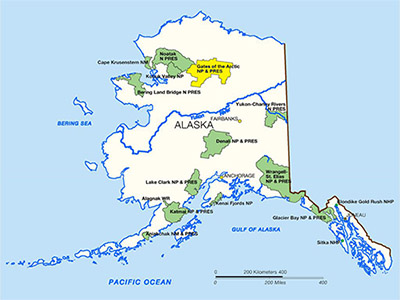 Noatak
N PRES
Cape Krusenstern NM
Gates of the Arctic
NP & PRES
Kobuk Valley NP
Bering Land Bridge N PRES
Yukon-Charley Rivers
N PRES
Yukon
FAIRBANKS
BERING SEA
ALASKA
Denali NP & PRES
Wrangell-
St. Elias
NP & PRES
ANCHORAGE
Lake Clark NP & PRES
Alagnak WR
Kenai Fjords NP
Katmai NP & PRES
Klondike Gold Rush NHP
Glacier Bay NP & PRES
JUNEAU
GULF OF ALASKA
Aniakchak NM & PRES
Sitka NHP
PACIFIC OCEAN
0 200 Kilometers 400
0 200 Miles 400